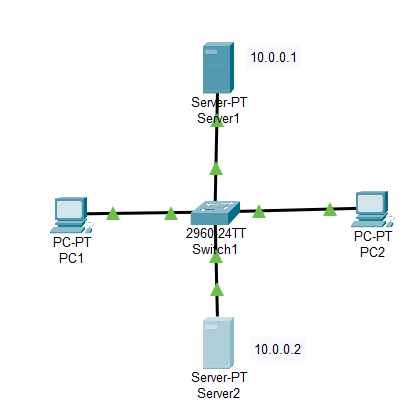 10.0.0.1
Server-PT
Server1
PC-PT
PC1
2960-24TT
Switch1
PC-PT
PC2
10.0.0.2
Server-PT
Server2